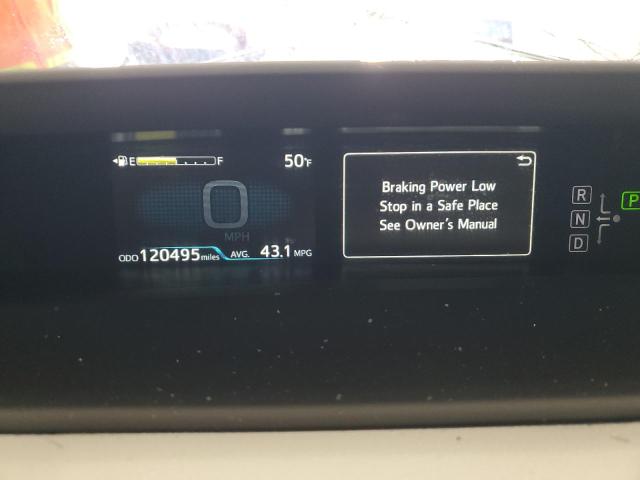 E F 50°F
0
MPH
ODO 120495 miles AVG. 43.1 MPG
Braking Power Low
Stop in a Safe Place
See Owner's Manual
R
N
D
P